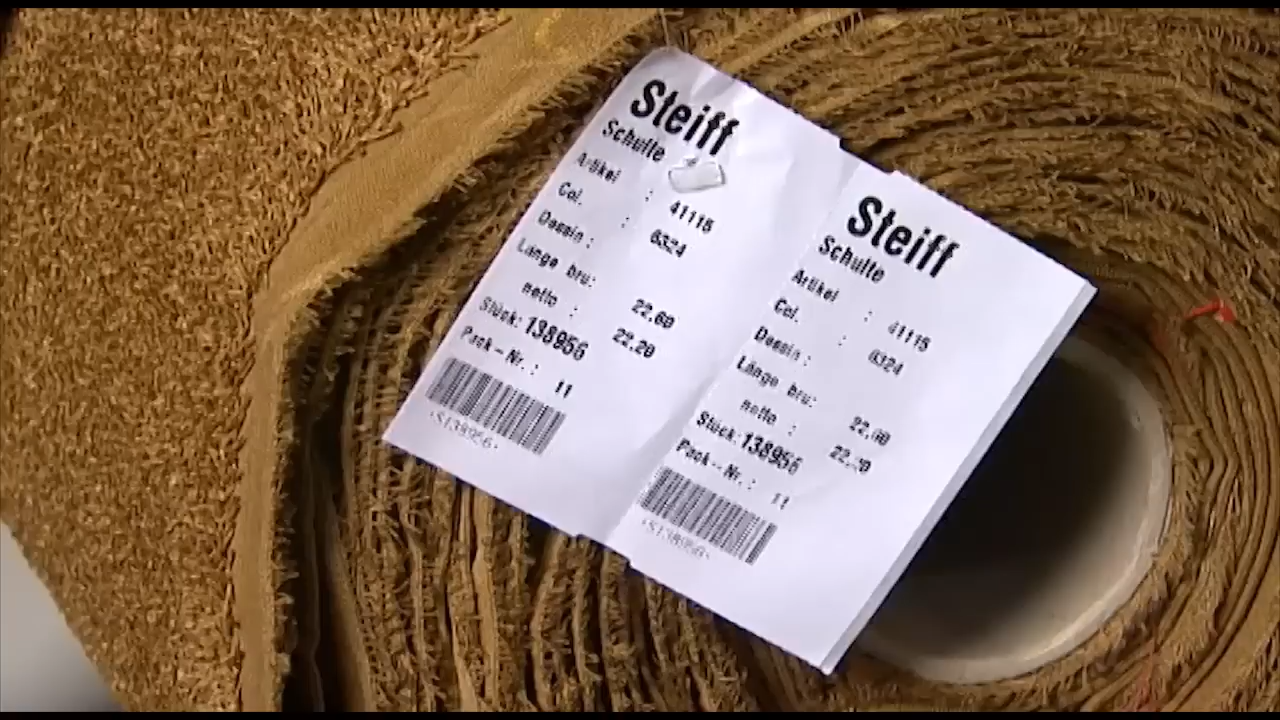 Steiff
Schulte
Artikel : 41115
Col. : 6324
Dessin :
Länge bru: 22.60
netto : 22.20
Stück: 138956
Pack-Nr. : 11
*S138956*
Steiff
Schulte
Artikel : 41115
Col. : 6324
Dessin :
Länge bru: 22.60
netto : 22.20
Stück: 138956
Pack-Nr. : 11
*S138956*